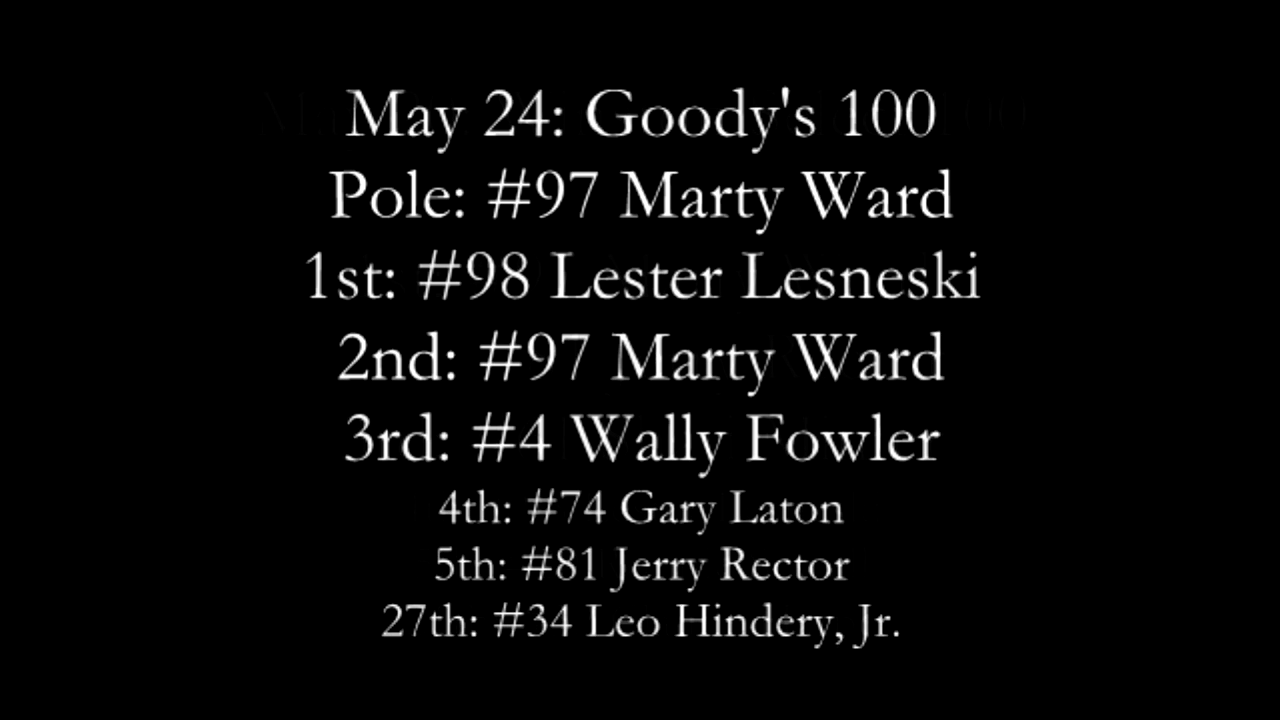 May 24: Goody's 100
Pole: #97 Marty Ward
1st: #98 Lester Lesneski
2nd: #97 Marty Ward
3rd: #4 Wally Fowler
4th: #74 Gary Laton
5th: #81 Jerry Rector
27th: #34 Leo Hindery, Jr.